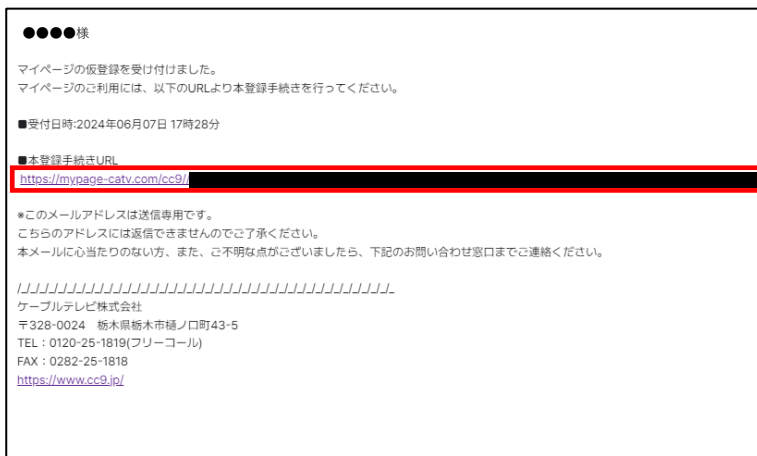 ●●●●様
マイページの仮登録を受け付けました。
マイページのご利用には、以下のURLより本登録手続きを行ってください。
■受付日時:2024年06月07日 17時28分
■本登録手続きURL
https://mypage-catv.com/cc9//
※このメールアドレスは送信専用です。
こちらのアドレスには返信できませんのでご了承ください。
本メールに心当たりのない方、また、ご不明な点がございましたら、下記のお問い合わせ窓口までご連絡ください。
/_/_/_/_/_/_/_/_/_/_/_/_/_/_/_/_/_/_/_/_/_/_/_/_/_/_/_/_/_/_/_/_/_/_/_/_/_/_/_/_/_/_
ケーブルテレビ株式会社
〒328-0024 栃木県栃木市樋ノ口町43-5
TEL：0120-25-1819(フリーコール)
FAX：0282-25-1818
https://www.cc9.jp/